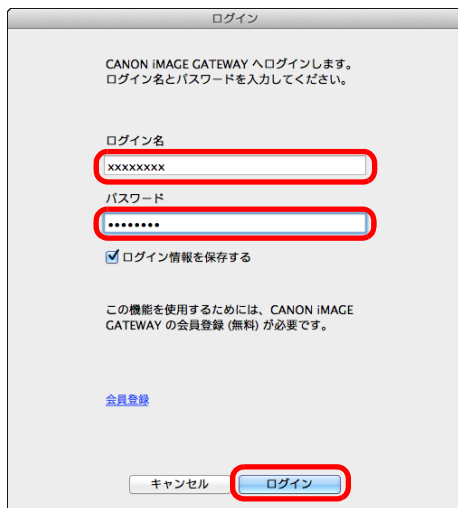 ログイン
CANON iMAGE GATEWAY へログインします。
ログイン名とパスワードを入力してください。
ログイン名
xxxxxxxx
パスワード
••••••••
ログイン情報を保存する
この機能を使用するためには、CANON iMAGE
GATEWAY の会員登録 (無料) が必要です。
会員登録
キャンセル ログイン